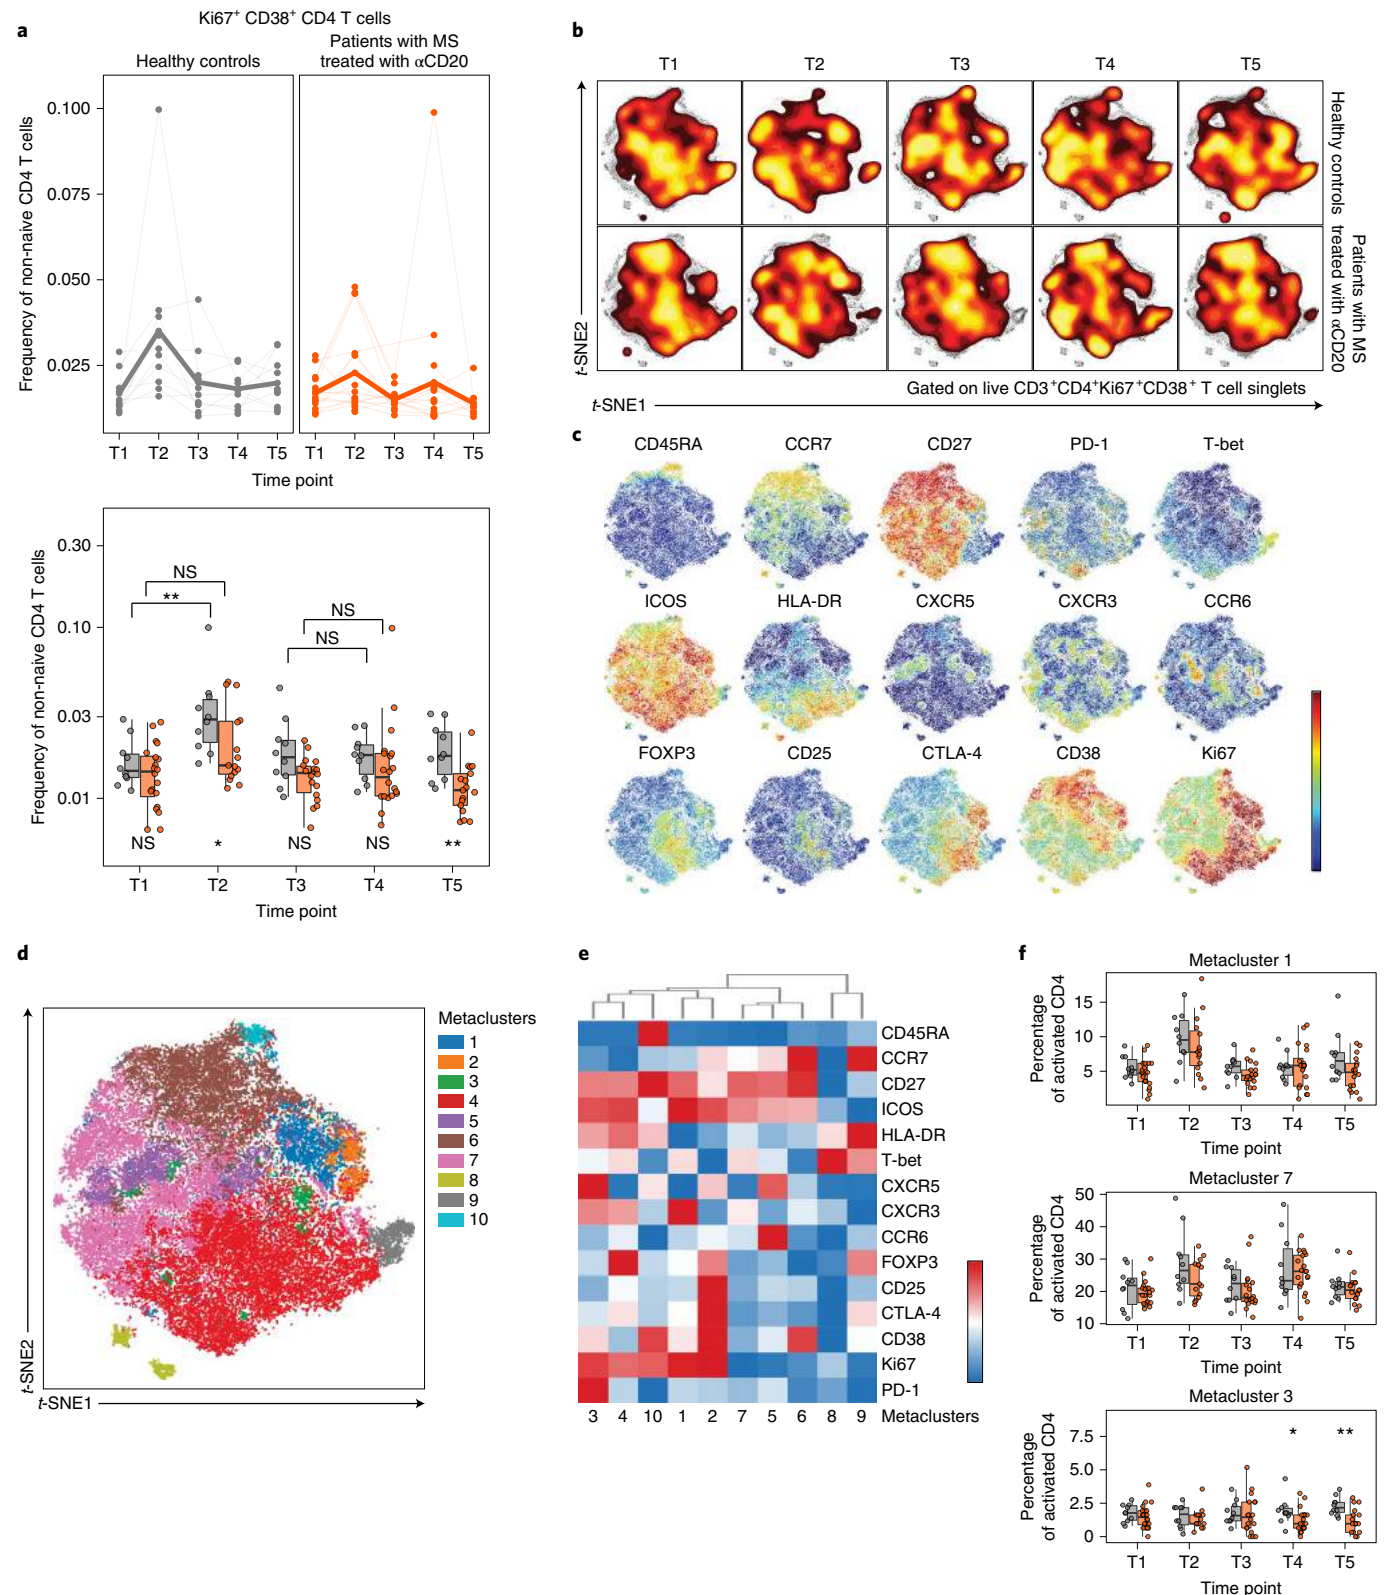 a
Ki67⁺ CD38⁺ CD4 T cells
Healthy controls
Patients with MS
treated with αCD20
Frequency of non-naive CD4 T cells
0.100
0.075
0.050
0.025
T1 T2 T3 T4 T5
T1 T2 T3 T4 T5
Time point
Frequency of non-naive CD4 T cells
0.30
0.10
0.03
0.01
NS
**
NS
NS
NS * NS NS **
T1 T2 T3 T4 T5
Time point
b
T1 T2 T3 T4 T5
Healthy controls
Patients with MS
treated with αCD20
t-SNE2
Gated on live CD3⁺CD4⁺Ki67⁺CD38⁺ T cell singlets
t-SNE1
c
CD45RA CCR7 CD27 PD-1 T-bet
ICOS HLA-DR CXCR5 CXCR3 CCR6
FOXP3 CD25 CTLA-4 CD38 Ki67
d
t-SNE2
t-SNE1
Metaclusters
1
2
3
4
5
6
7
8
9
10
e
CD45RA
CCR7
CD27
ICOS
HLA-DR
T-bet
CXCR5
CXCR3
CCR6
FOXP3
CD25
CTLA-4
CD38
Ki67
PD-1
3 4 10 1 2 7 5 6 8 9 Metaclusters
f
Metacluster 1
Percentage
of activated CD4
15
10
5
T1 T2 T3 T4 T5
Time point
Metacluster 7
Percentage
of activated CD4
50
40
30
20
10
T1 T2 T3 T4 T5
Time point
Metacluster 3
Percentage
of activated CD4
7.5
5.0
2.5
0
* **
T1 T2 T3 T4 T5
Time point